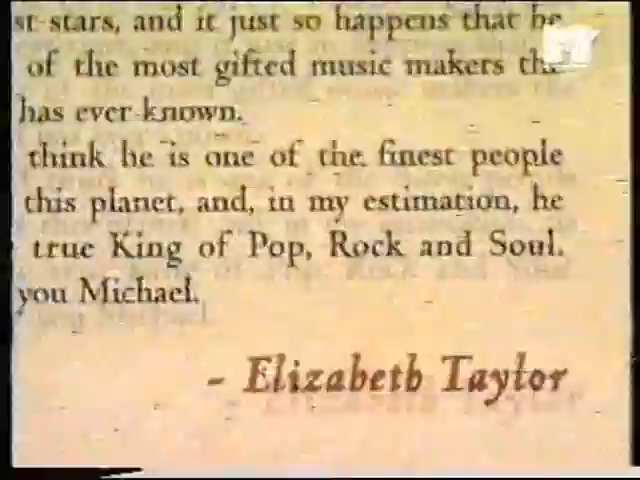 st stars, and it just so happens that he
of the most gifted music makers the
has ever known.
think he is one of the finest people
this planet, and, in my estimation, he
true King of Pop, Rock and Soul.
you Michael.
- Elizabeth Taylor